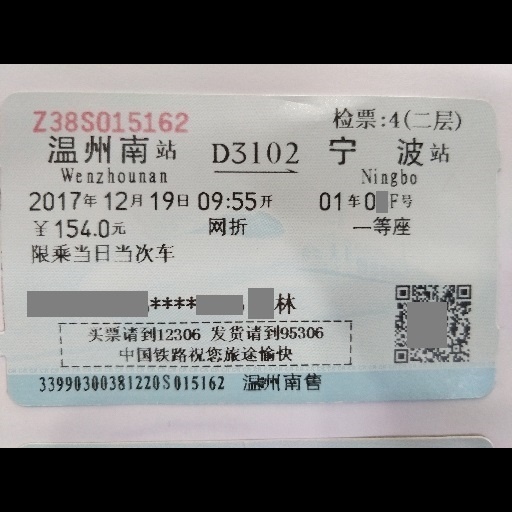 Z38S015162 检票:4(二层)
温州南站 D3102 宁波站
Wenzhounan Ningbo
2017年12月19日 09:55开 01车0 F号
￥154.0元 网折 一等座
限乘当日当次车
**** 林
买票请到12306 发货请到95306
中国铁路祝您旅途愉快
33990300381220S015162 温州南售